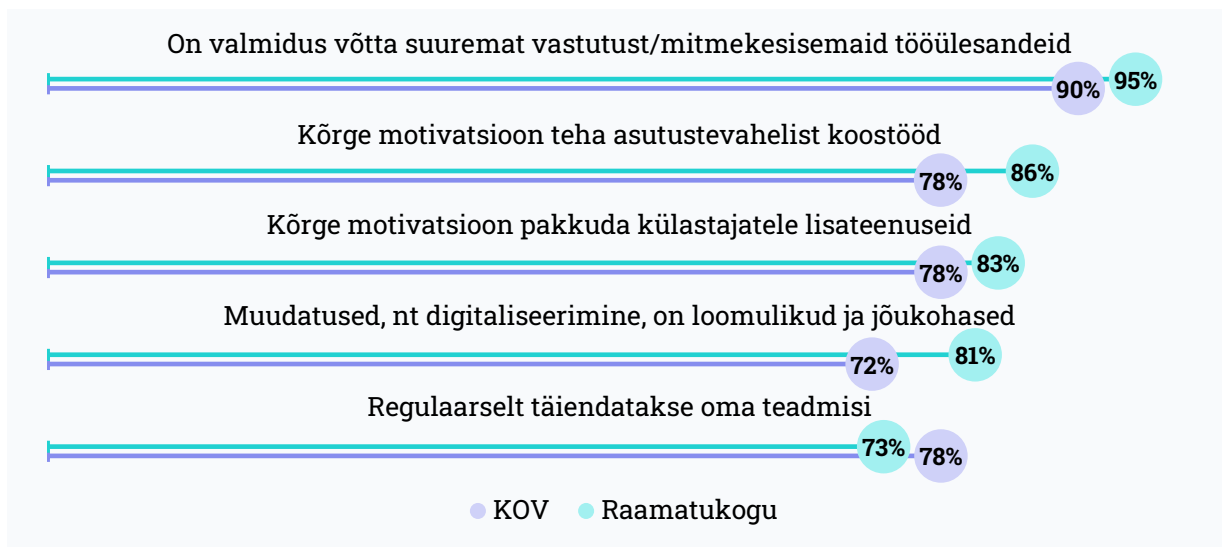 On valmidus võtta suuremat vastutust/mitmekesisemaid tööülesandeid
90% 95%
Kõrge motivatsioon teha asutustevahelist koostööd
78% 86%
Kõrge motivatsioon pakkuda külastajatele lisateenuseid
78% 83%
Muudatused, nt digitaliseerimine, on loomulikud ja jõukohased
72% 81%
Regulaarselt täiendatakse oma teadmisi
73% 78%
KOV Raamatukogu